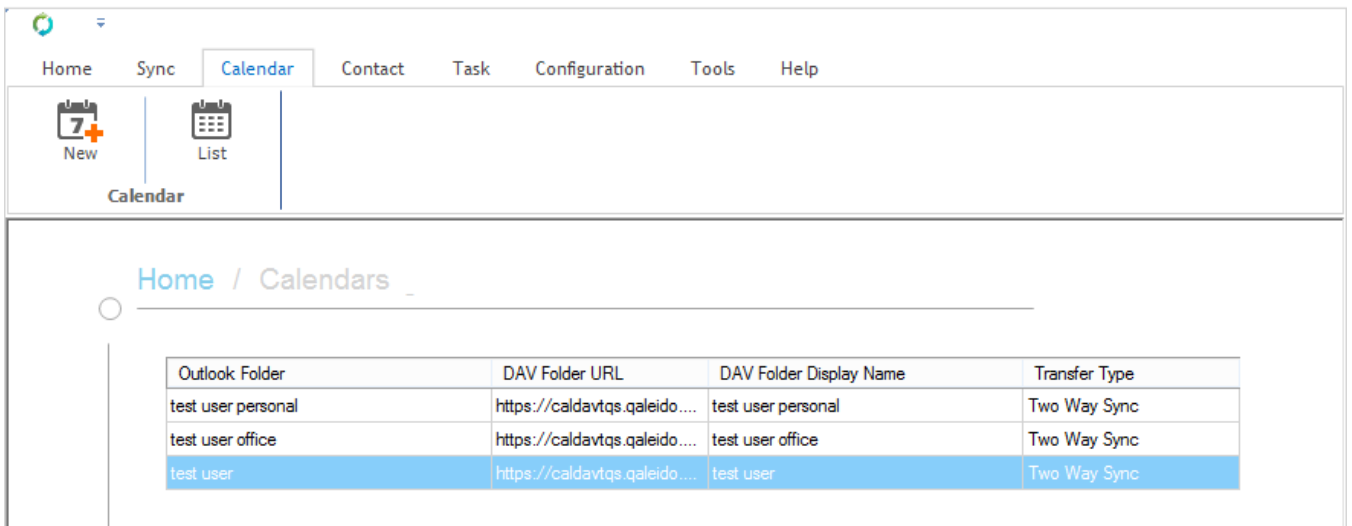 Home Sync Calendar Contact Task Configuration Tools Help
7
New List
Calendar
Home / Calendars _
Outlook Folder DAV Folder URL DAV Folder Display Name Transfer Type
test user personal https://caldavtqs.qaleido.... test user personal Two Way Sync
test user office https://caldavtqs.qaleido.... test user office Two Way Sync
test user https://caldavtqs.qaleido.... test user Two Way Sync